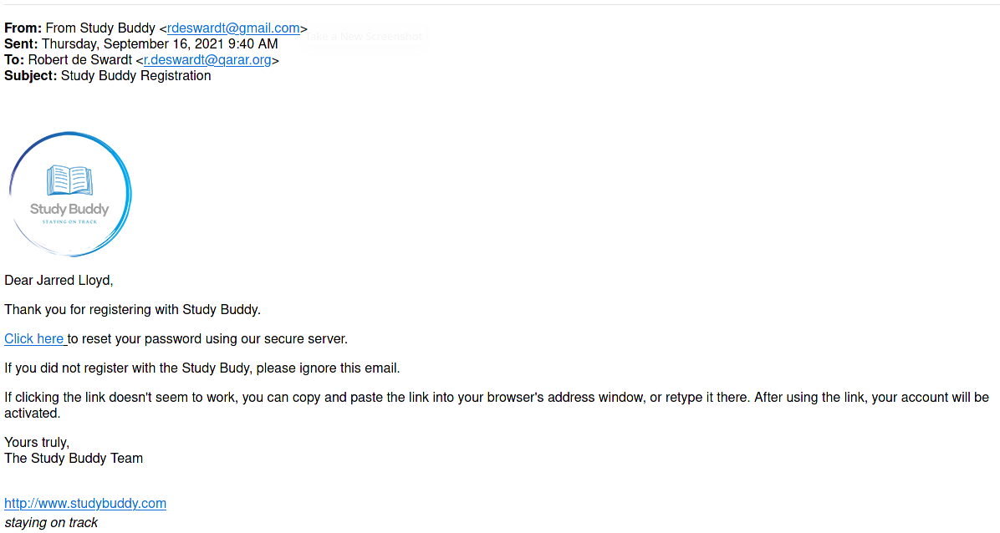 From: From Study Buddy <rdeswardt@gmail.com>
Take a New Screenshot
Sent: Thursday, September 16, 2021 9:40 AM
To: Robert de Swardt <r.deswardt@qarar.org>
Subject: Study Buddy Registration
Study Buddy
STAYING ON TRACK
Dear Jarred Lloyd,
Thank you for registering with Study Buddy.
Click here to reset your password using our secure server.
If you did not register with the Study Budy, please ignore this email.
If clicking the link doesn't seem to work, you can copy and paste the link into your browser's address window, or retype it there. After using the link, your account will be
activated.
Yours truly,
The Study Buddy Team
http://www.studybuddy.com
staying on track